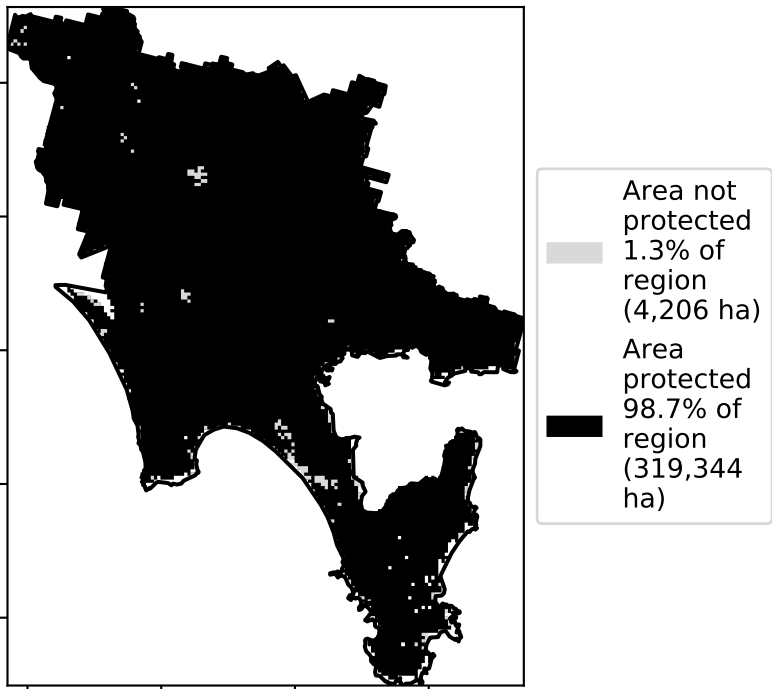 Area not
protected
1.3% of
region
(4,206 ha)
Area
protected
98.7% of
region
(319,344
ha)